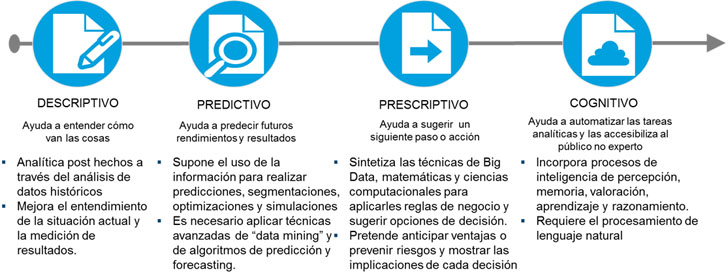 DESCRIPTIVO
Ayuda a entender cómo
van las cosas
▪ Analítica post hechos a
través del análisis de
datos históricos
▪ Mejora el entendimiento
de la situación actual y
la medición de
resultados.
PREDICTIVO
Ayuda a predecir futuros
rendimientos y resultados
▪ Supone el uso de la
información para realizar
predicciones, segmentaciones,
optimizaciones y simulaciones
▪ Es necesario aplicar técnicas
avanzadas de “data mining” y
de algoritmos de predicción y
forecasting.
PRESCRIPTIVO
Ayuda a sugerir un
siguiente paso o acción
▪ Sintetiza las técnicas de Big
Data, matemáticas y ciencias
computacionales para
aplicarles reglas de negocio y
sugerir opciones de decisión.
▪ Pretende anticipar ventajas o
prevenir riesgos y mostrar las
implicaciones de cada decisión
COGNITIVO
Ayuda a automatizar las tareas
analíticas y las accesibiliza al
público no experto
▪ Incorpora procesos de
inteligencia de percepción,
memoria, valoración,
aprendizaje y razonamiento.
▪ Requiere el procesamiento de
lenguaje natural